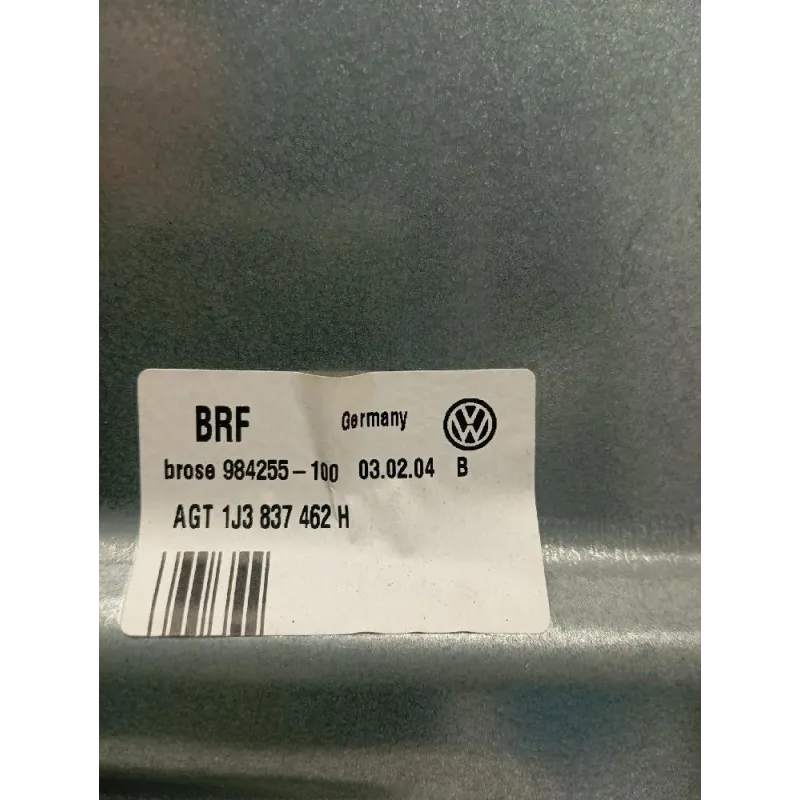 BRF Germany
brose 984255-100 03.02.04 B
AGT 1J3 837 462 H